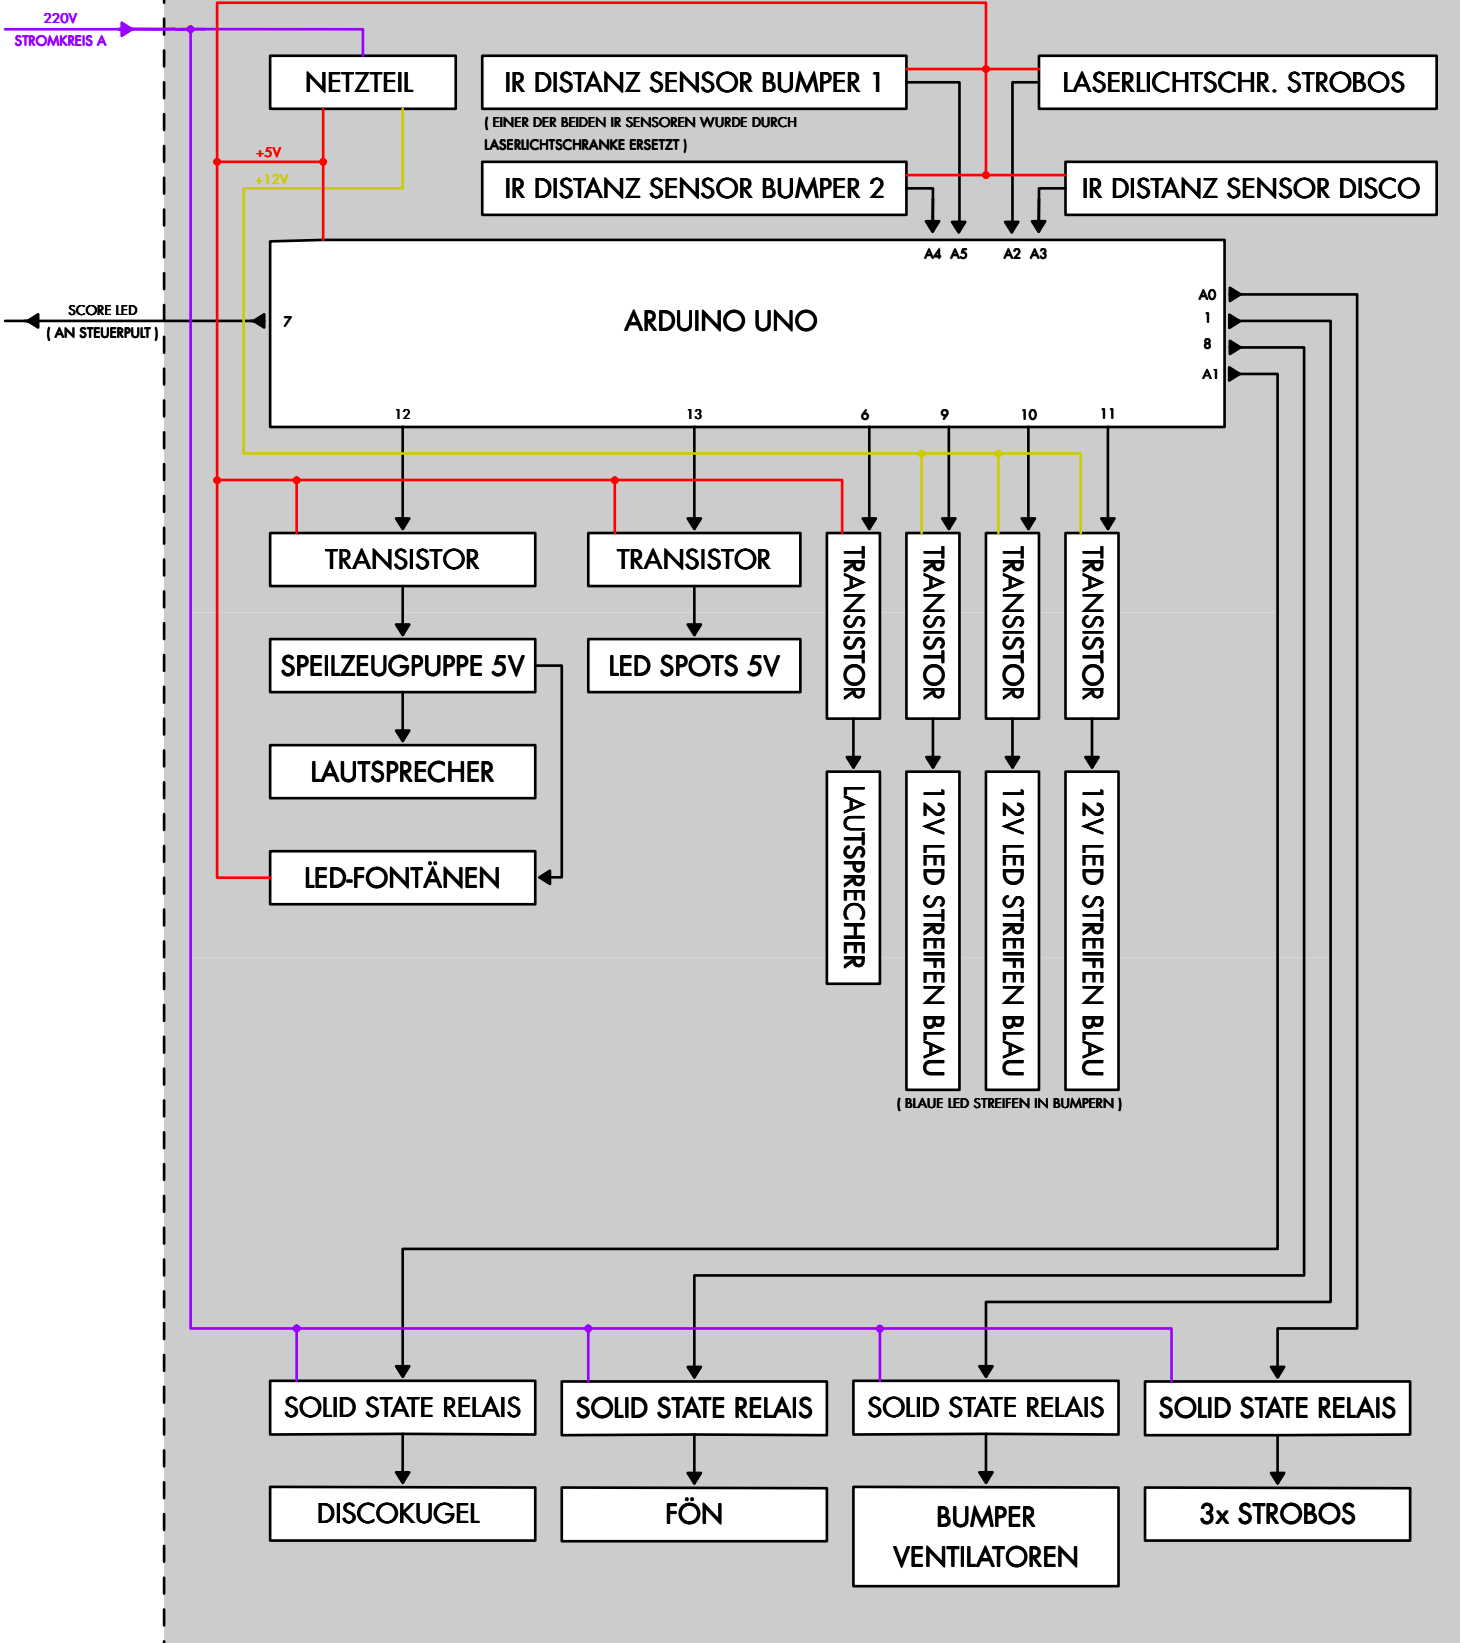 220V
STROMKREIS A
NETZTEIL
IR DISTANZ SENSOR BUMPER 1
LASERLICHTSCHR. STROBOS
( EINER DER BEIDEN IR SENSOREN WURDE DURCH
LASERLICHTSCHRANKE ERSETZT )
+5V
+12V
IR DISTANZ SENSOR BUMPER 2
IR DISTANZ SENSOR DISCO
A4 A5 A2 A3
SCORE LED
( AN STEUERPULT )
7
ARDUINO UNO
A0
1
8
A1
12 13 6 9 10 11
TRANSISTOR
TRANSISTOR
TRANSISTOR
TRANSISTOR
TRANSISTOR
TRANSISTOR
SPEILZEUGPUPPE 5V
LED SPOTS 5V
LAUTSPRECHER
LAUTSPRECHER
12V LED STREIFEN BLAU
12V LED STREIFEN BLAU
12V LED STREIFEN BLAU
LED-FONTÄNEN
( BLAUE LED STREIFEN IN BUMPERN )
SOLID STATE RELAIS
SOLID STATE RELAIS
SOLID STATE RELAIS
SOLID STATE RELAIS
DISCOKUGEL
FÖN
BUMPER
VENTILATOREN
3x STROBOS